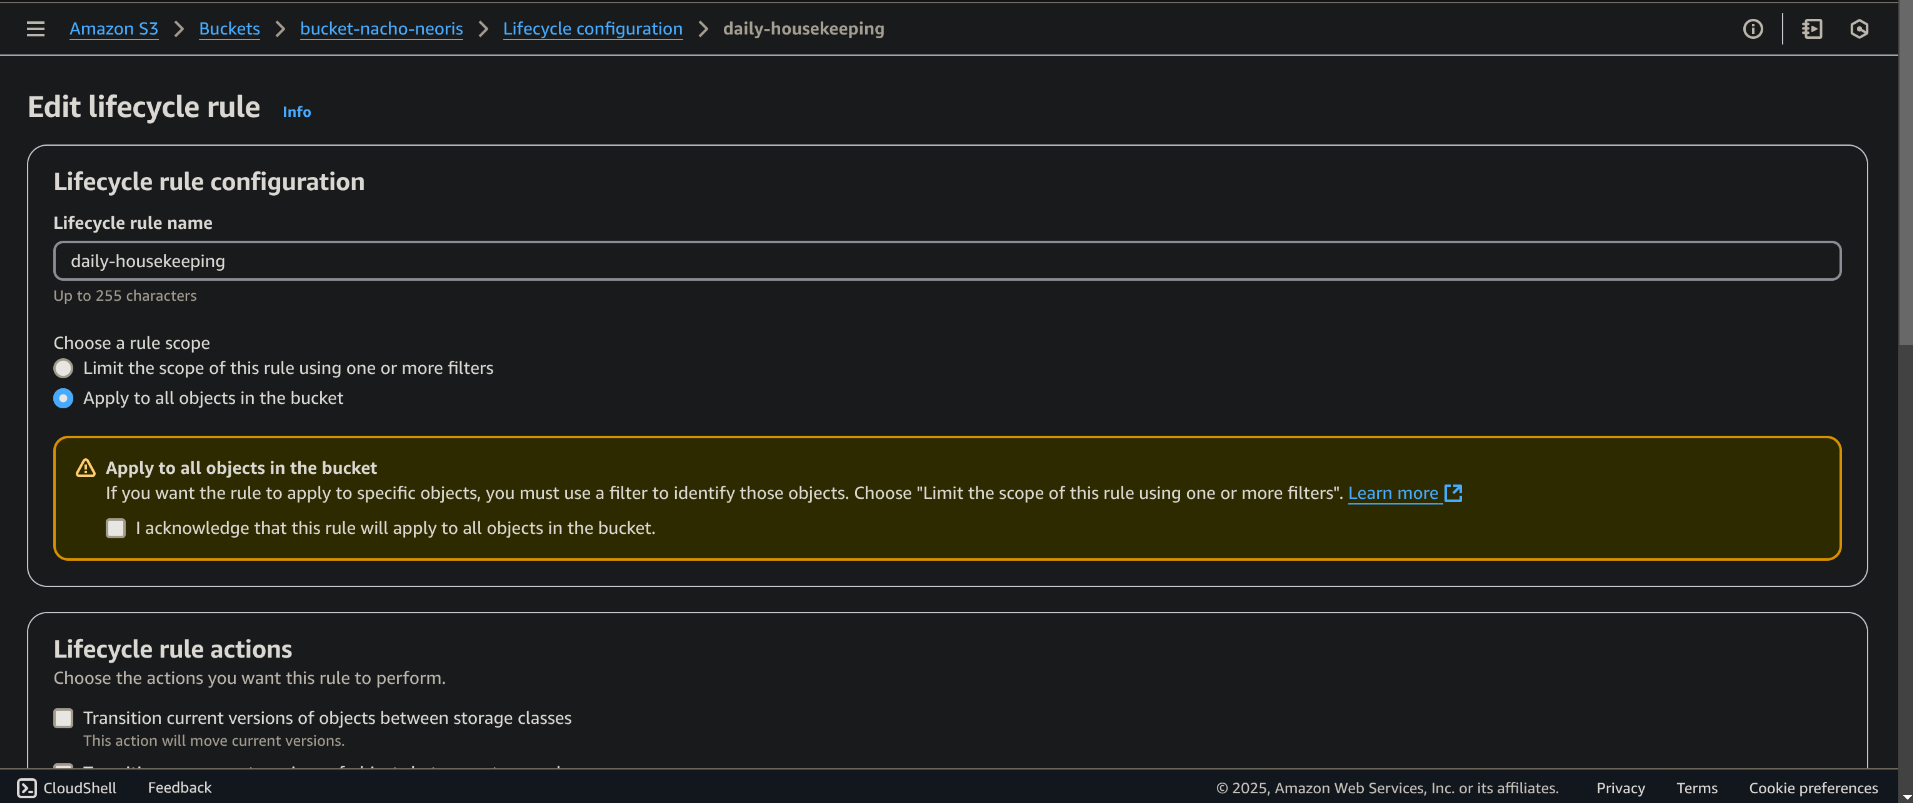 Amazon S3 > Buckets > bucket-nacho-neoris > Lifecycle configuration > daily-housekeeping
Edit lifecycle rule Info
Lifecycle rule configuration
Lifecycle rule name
daily-housekeeping
Up to 255 characters
Choose a rule scope
Limit the scope of this rule using one or more filters
Apply to all objects in the bucket
Apply to all objects in the bucket
If you want the rule to apply to specific objects, you must use a filter to identify those objects. Choose "Limit the scope of this rule using one or more filters". Learn more
I acknowledge that this rule will apply to all objects in the bucket.
Lifecycle rule actions
Choose the actions you want this rule to perform.
Transition current versions of objects between storage classes
This action will move current versions.
CloudShell Feedback © 2025, Amazon Web Services, Inc. or its affiliates. Privacy Terms Cookie preferences